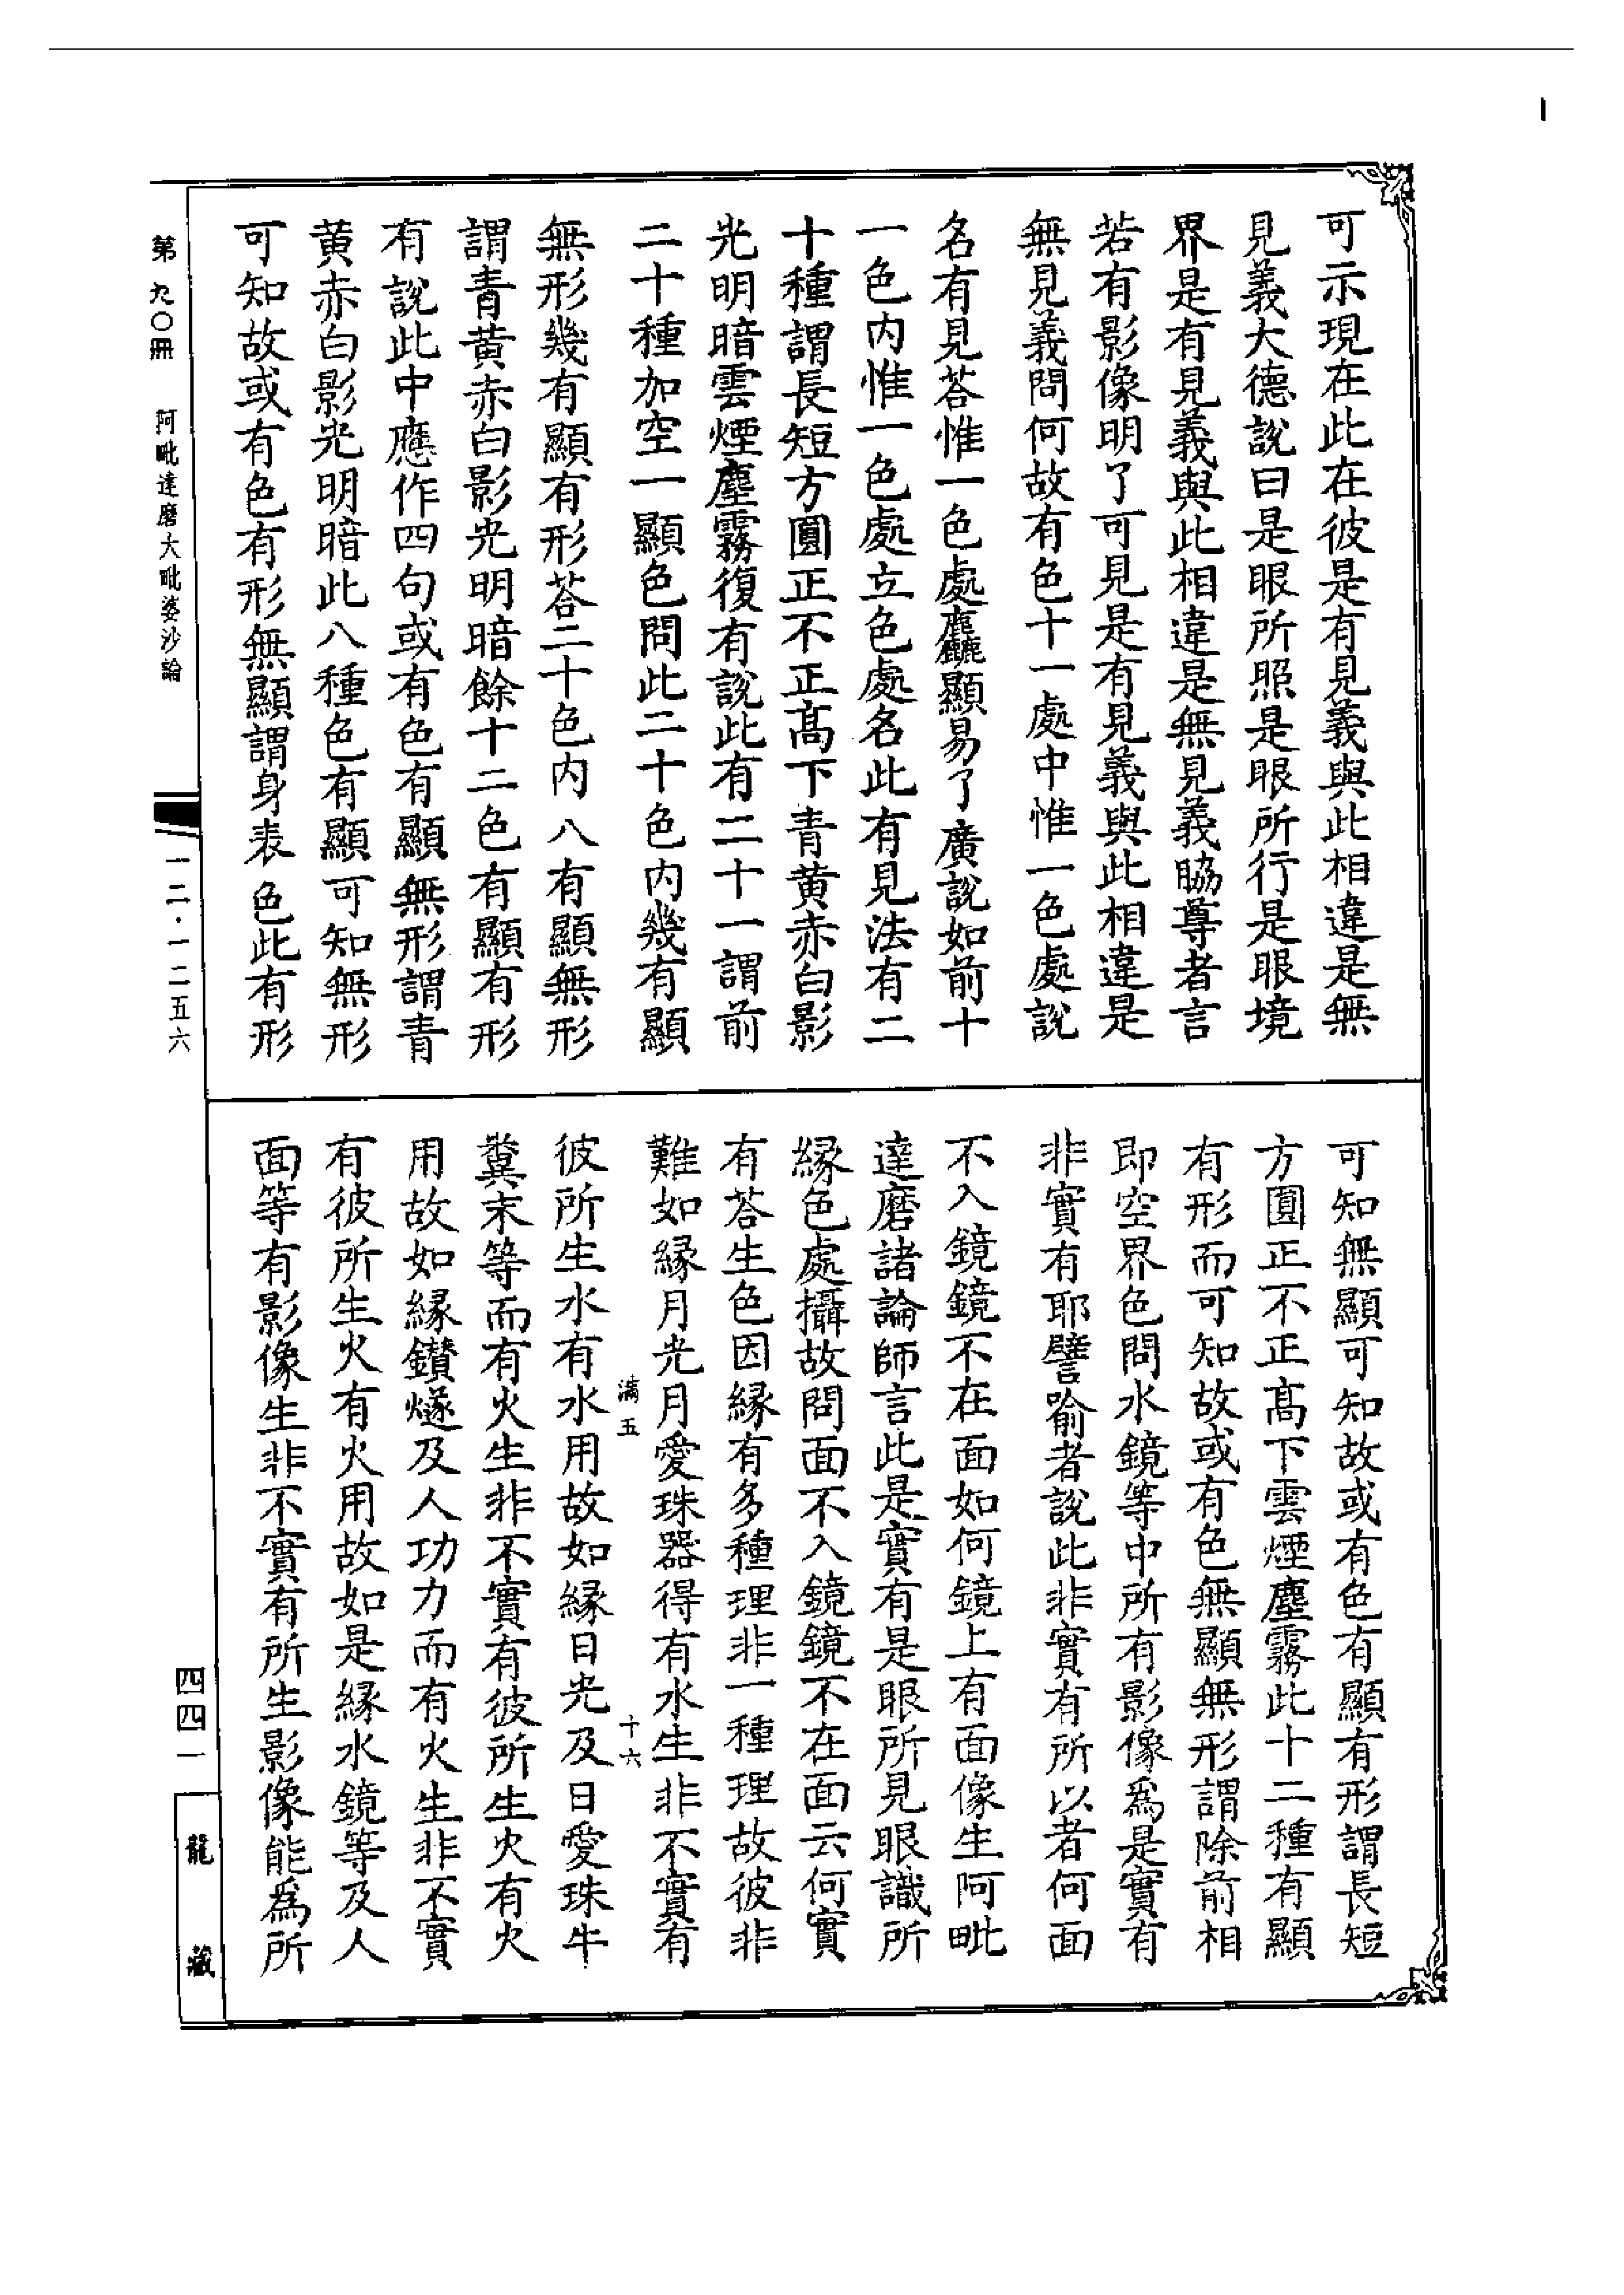 可示現在此在彼是有見義與此相違是無
見義大德說曰是眼所照是眼所行是眼境
界是有見義與此相違是無見義脇尊者言
若有影像明了可見是有見義與此相違是
無見義問何故有色十一處中惟一色處說
名有見荅惟一色處麤顯易了廣說如前十
一色内惟一色處立色處名此有見法有二
十種謂長短方圓正不正髙下青黄赤白影
光明暗雲煙塵霧復有說此有二十一謂前
二十種加空一顯色問此二十色内幾有顯
無形幾有顯有形荅二十色内八有顯無形
謂青黄赤白影光明暗餘十二色有顯有形
有說此中應作四句或有色有顯無形謂青
黄赤白影光明暗此八種色有顯可知無形
可知故或有色有形無顯謂身表色此有形
可知無顯可知故或有色有顯有形謂長短
方圓正不正髙下雲煙塵霧此十二種有顯
有形而可知故或有色無顯無形謂除前相
即空界色問水鏡等中所有影像爲是實有
非實有耶譬喻者說此非實有所以者何面
不入鏡鏡不在面如何鏡上有面像生阿毗
達磨諸論師言此是實有是眼所見眼識所
緣色處攝故問面不入鏡鏡不在面云何實
有荅生色因緣有多種理非一種理故彼非
難如緣月光月愛珠器得有水生非不實有
滿五
十六
彼所生水有水用故如緣日光及日愛珠牛
糞末等而有火生非不實有彼所生火有火
用故如緣鑚燧及人功力而有火生非不實
有彼所生火有火用故如是緣水鏡等及人
面等有影像生非不實有所生影像能爲所
第九〇冊
阿毗達磨大毗婆沙論
一二·一二五六
四四一
龍藏